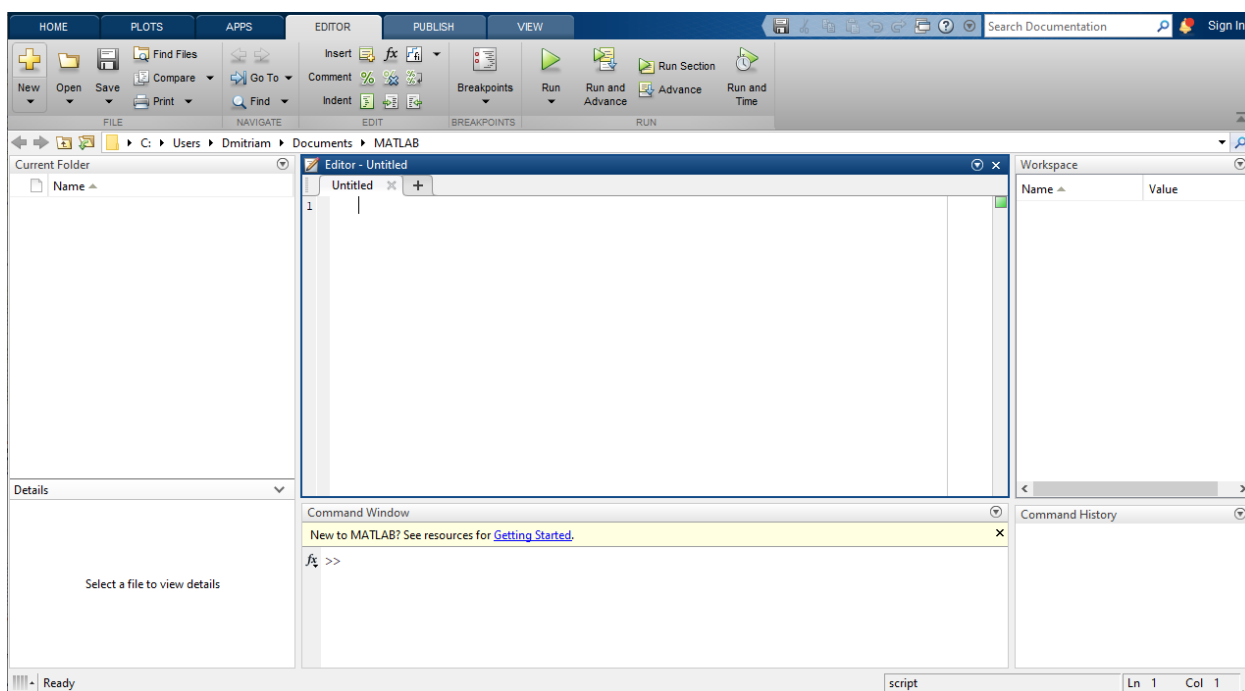 HOME PLOTS APPS EDITOR PUBLISH VIEW Search Documentation Sign In
Find Files Insert fx
Compare Go To Comment Run Section
New Open Save Breakpoints Run Run and Advance Run and
Print Find Indent Advance Time
FILE NAVIGATE EDIT BREAKPOINTS RUN
C: Users Dmitriam Documents MATLAB
Current Folder Editor - Untitled Workspace
Name Untitled Name Value
1
Details
Command Window Command History
New to MATLAB? See resources for Getting Started.
fx >>
Select a file to view details
Ready script Ln 1 Col 1